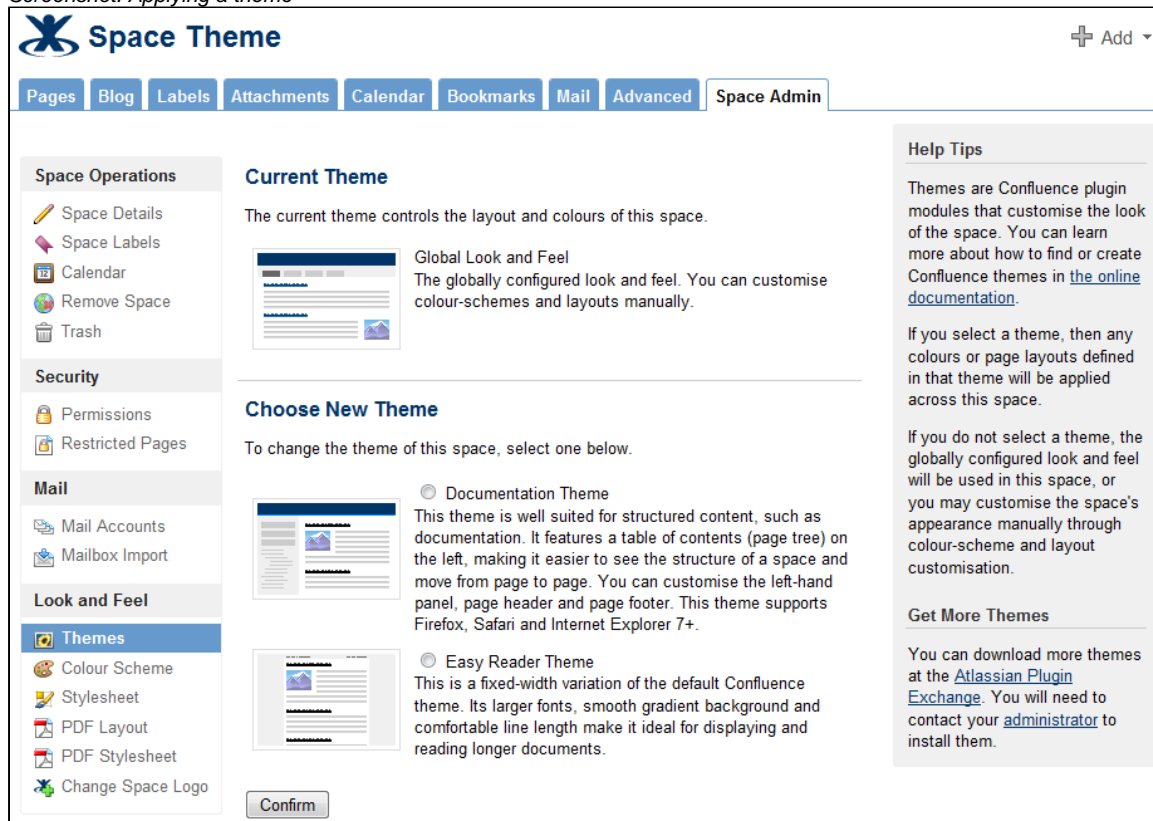 Screenshot: Applying a theme
Space Theme
Add
Pages Blog Labels Attachments Calendar Bookmarks Mail Advanced Space Admin
Space Operations
Space Details
Space Labels
12
Calendar
Remove Space
Trash
Security
Permissions
Restricted Pages
Mail
Mail Accounts
Mailbox Import
Look and Feel
Themes
Colour Scheme
Stylesheet
PDF Layout
PDF Stylesheet
Change Space Logo
Current Theme
The current theme controls the layout and colours of this space.
Global Look and Feel
The globally configured look and feel. You can customise
colour-schemes and layouts manually.
Choose New Theme
To change the theme of this space, select one below.
Documentation Theme
This theme is well suited for structured content, such as
documentation. It features a table of contents (page tree) on
the left, making it easier to see the structure of a space and
move from page to page. You can customise the left-hand
panel, page header and page footer. This theme supports
Firefox, Safari and Internet Explorer 7+.
Easy Reader Theme
This is a fixed-width variation of the default Confluence
theme. Its larger fonts, smooth gradient background and
comfortable line length make it ideal for displaying and
reading longer documents.
Confirm
Help Tips
Themes are Confluence plugin
modules that customise the look
of the space. You can learn
more about how to find or create
Confluence themes in the online
documentation.
If you select a theme, then any
colours or page layouts defined
in that theme will be applied
across this space.
If you do not select a theme, the
globally configured look and feel
will be used in this space, or
you may customise the space's
appearance manually through
colour-scheme and layout
customisation.
Get More Themes
You can download more themes
at the Atlassian Plugin
Exchange. You will need to
contact your administrator to
install them.